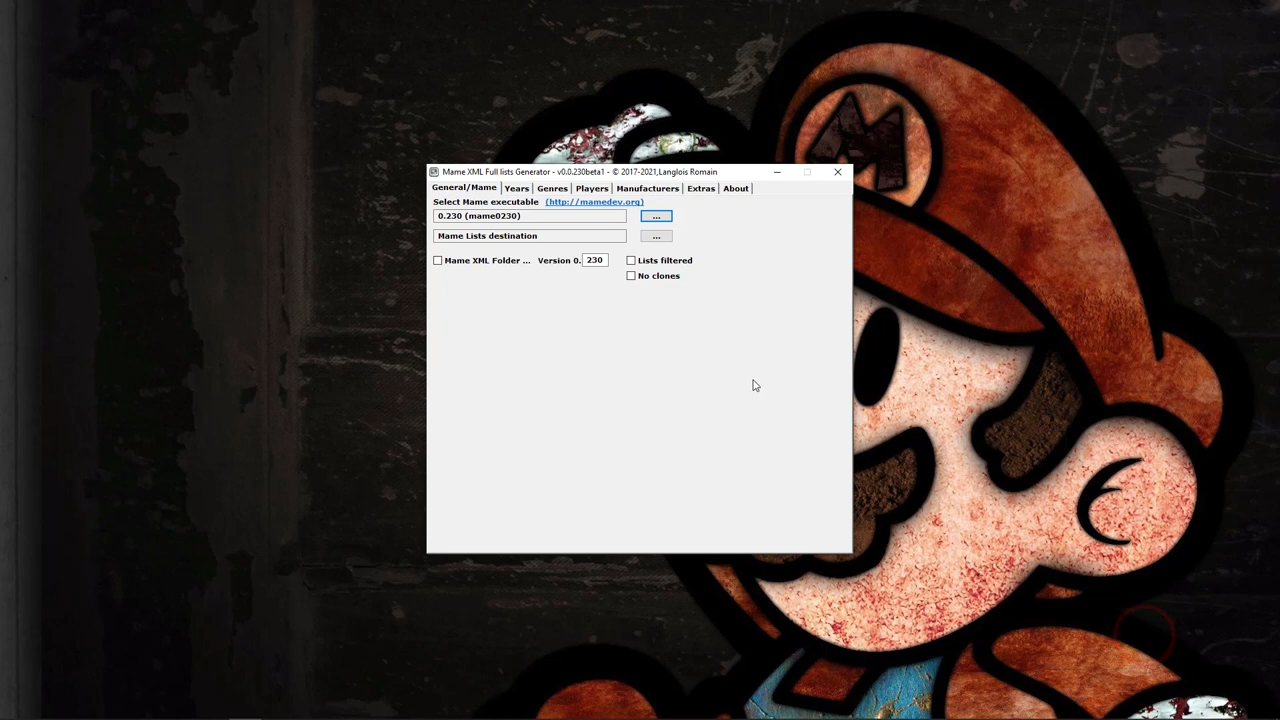 Mame XML Full lists Generator - v0.0.230beta1 - © 2017-2021,Langlois Romain
General/Mame Years Genres Players Manufacturers Extras About
Select Mame executable (http://mamedev.org)
0.230 (mame0230) ...
Mame Lists destination ...
Mame XML Folder ... Version 0. 230 Lists filtered
No clones
M